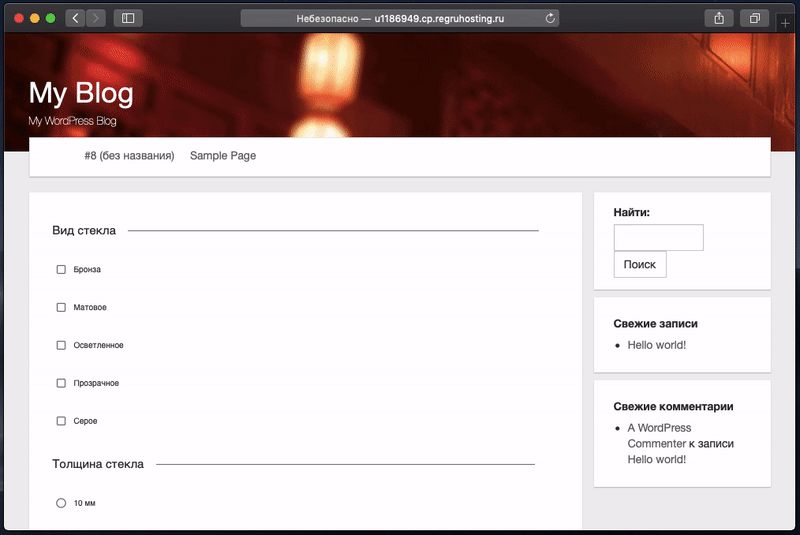 Небезопасно — u1186949.cp.regruhosting.ru
My Blog
My WordPress Blog
#8 (без названия) Sample Page
Вид стекла
Бронза
Матовое
Осветленное
Прозрачное
Серое
Толщина стекла
10 мм
Найти:
Поиск
Свежие записи
Hello world!
Свежие комментарии
A WordPress
Commenter к записи
Hello world!